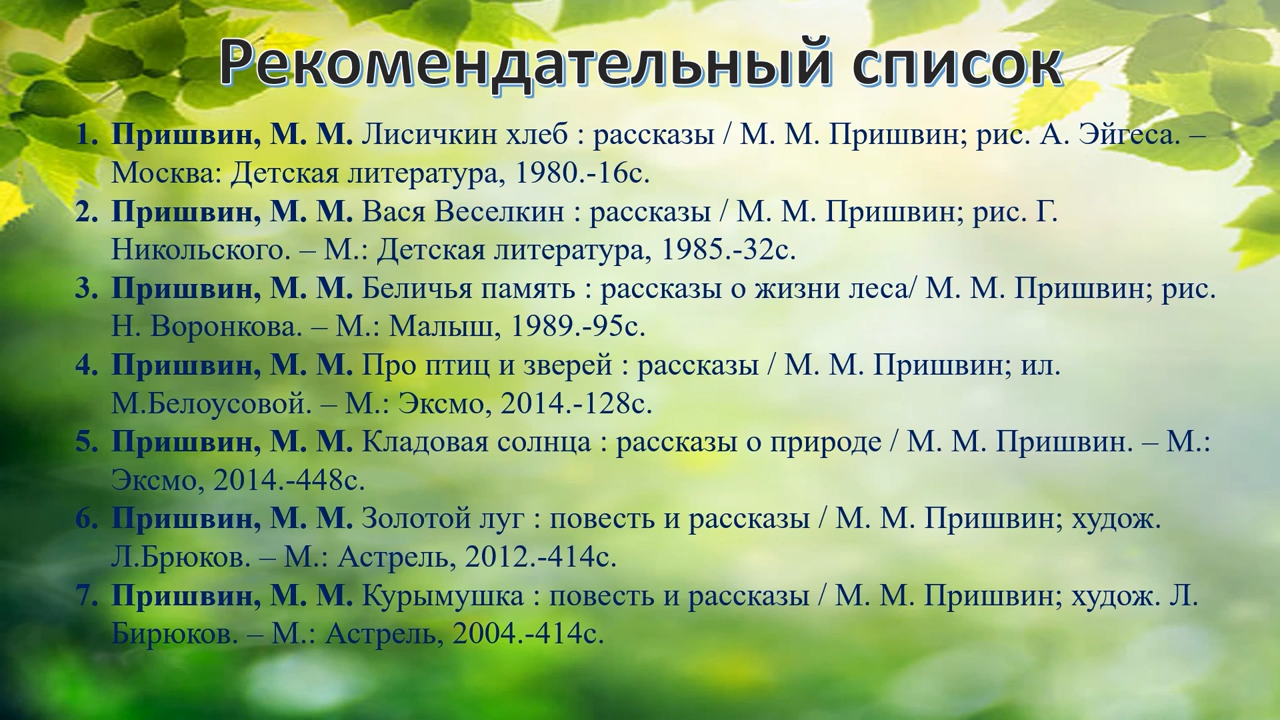 Рекомендательный список
1. Пришвин, М. М. Лисичкин хлеб : рассказы / М. М. Пришвин; рис. А. Эйгеса. –
Москва: Детская литература, 1980.-16с.
2. Пришвин, М. М. Вася Веселкин : рассказы / М. М. Пришвин; рис. Г.
Никольского. – М.: Детская литература, 1985.-32с.
3. Пришвин, М. М. Беличья память : рассказы о жизни леса/ М. М. Пришвин; рис.
Н. Воронкова. – М.: Малыш, 1989.-95с.
4. Пришвин, М. М. Про птиц и зверей : рассказы / М. М. Пришвин; ил.
М.Белоусовой. – М.: Эксмо, 2014.-128с.
5. Пришвин, М. М. Кладовая солнца : рассказы о природе / М. М. Пришвин. – М.:
Эксмо, 2014.-448с.
6. Пришвин, М. М. Золотой луг : повесть и рассказы / М. М. Пришвин; худож.
Л.Брюков. – М.: Астрель, 2012.-414с.
7. Пришвин, М. М. Курымушка : повесть и рассказы / М. М. Пришвин; худож. Л.
Бирюков. – М.: Астрель, 2004.-414с.